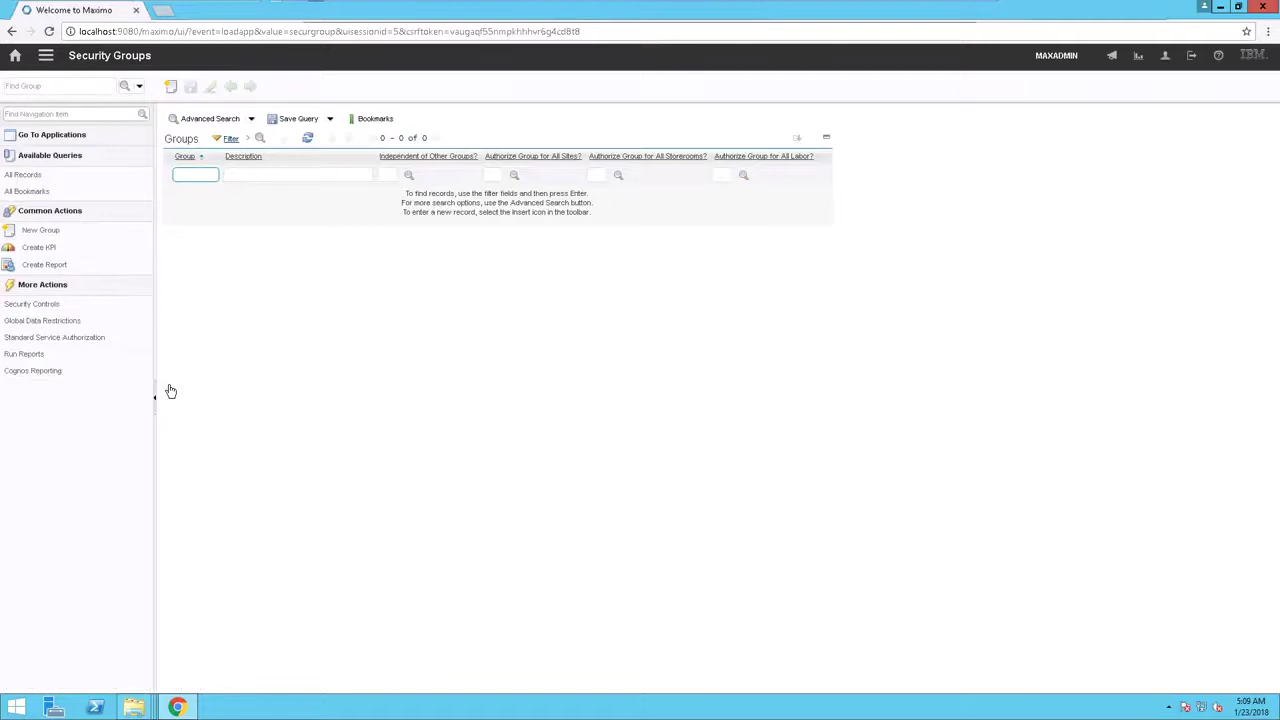 Welcome to Maximo
localhost:9080/maximo/ui/?event=loadapp&value=securgroup&uisessionid=5&csrftoken=vaugaqf55nmpkhhhvr6g4cd8t8
Security Groups
MAXADMIN
IBM.
Find Group
Find Navigation Item
Go To Applications
Available Queries
All Records
All Bookmarks
Common Actions
New Group
Create KPI
Create Report
More Actions
Security Controls
Global Data Restrictions
Standard Service Authorization
Run Reports
Cognos Reporting
Advanced Search Save Query Bookmarks
Groups Filter 0 - 0 of 0
Group Description Independent of Other Groups? Authorize Group for All Sites? Authorize Group for All Storerooms? Authorize Group for All Labor?
To find records, use the filter fields and then press Enter.
For more search options, use the Advanced Search button.
To enter a new record, select the Insert icon in the toolbar.
5:09 AM
1/23/2018